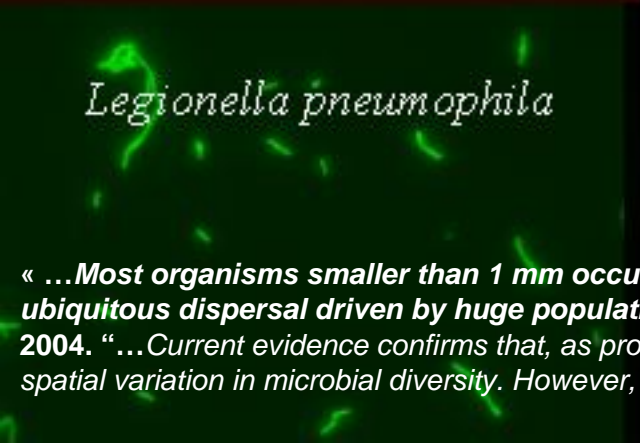 Legionella pneumophila
« …Most organisms smaller than 1 mm occu
ubiquitous dispersal driven by huge populati
2004. “…Current evidence confirms that, as pro
spatial variation in microbial diversity. However,